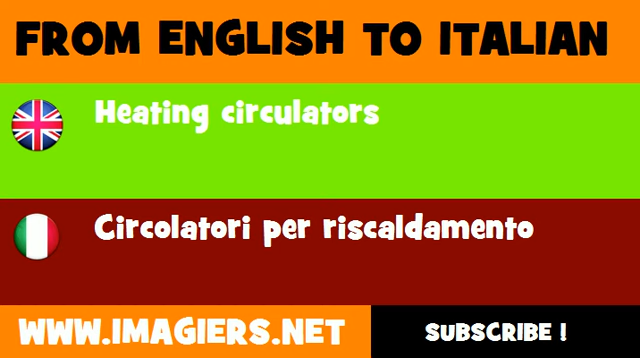 FROM ENGLISH TO ITALIAN
Heating circulators
Circolatori per riscaldamento
WWW.IMAGIERS.NET
SUBSCRIBE !